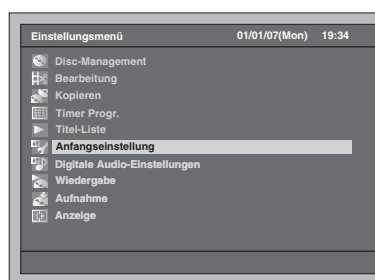 Einstellungsmenü 01/01/07(Mon) 19:34
Disc-Management
Bearbeitung
Kopieren
Timer Progr.
Titel-Liste
Anfangseinstellung
Digitale Audio-Einstellungen
Wiedergabe
Aufnahme
Anzeige